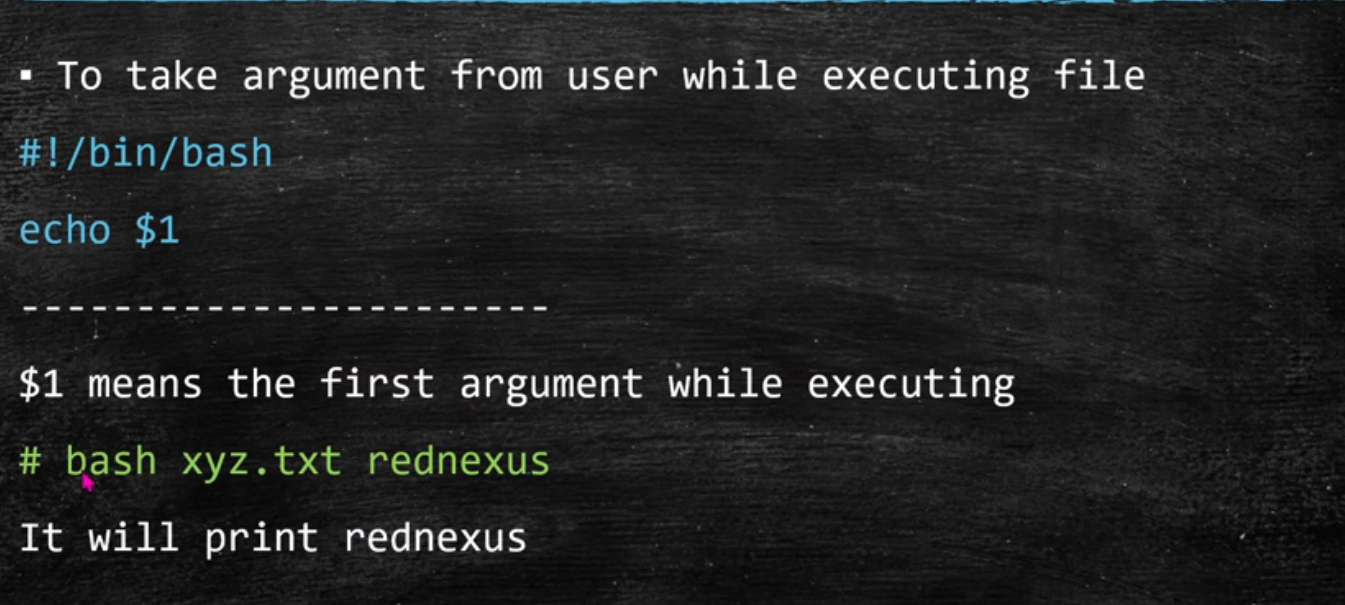 ▪ To take argument from user while executing file
#!/bin/bash
echo $1
-----------------------
$1 means the first argument while executing
# bash xyz.txt rednexus
It will print rednexus